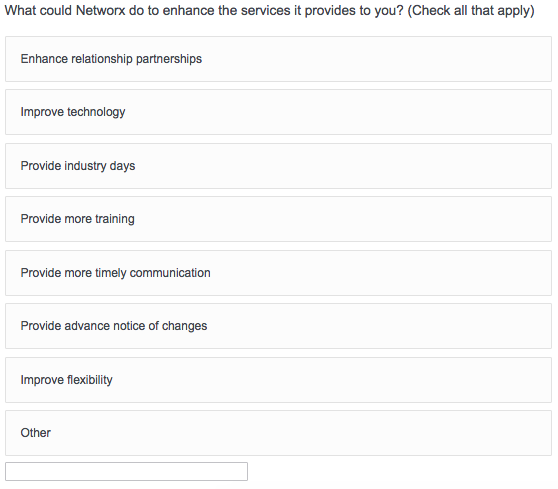 What could Networx do to enhance the services it provides to you? (Check all that apply)
Enhance relationship partnerships
Improve technology
Provide industry days
Provide more training
Provide more timely communication
Provide advance notice of changes
Improve flexibility
Other